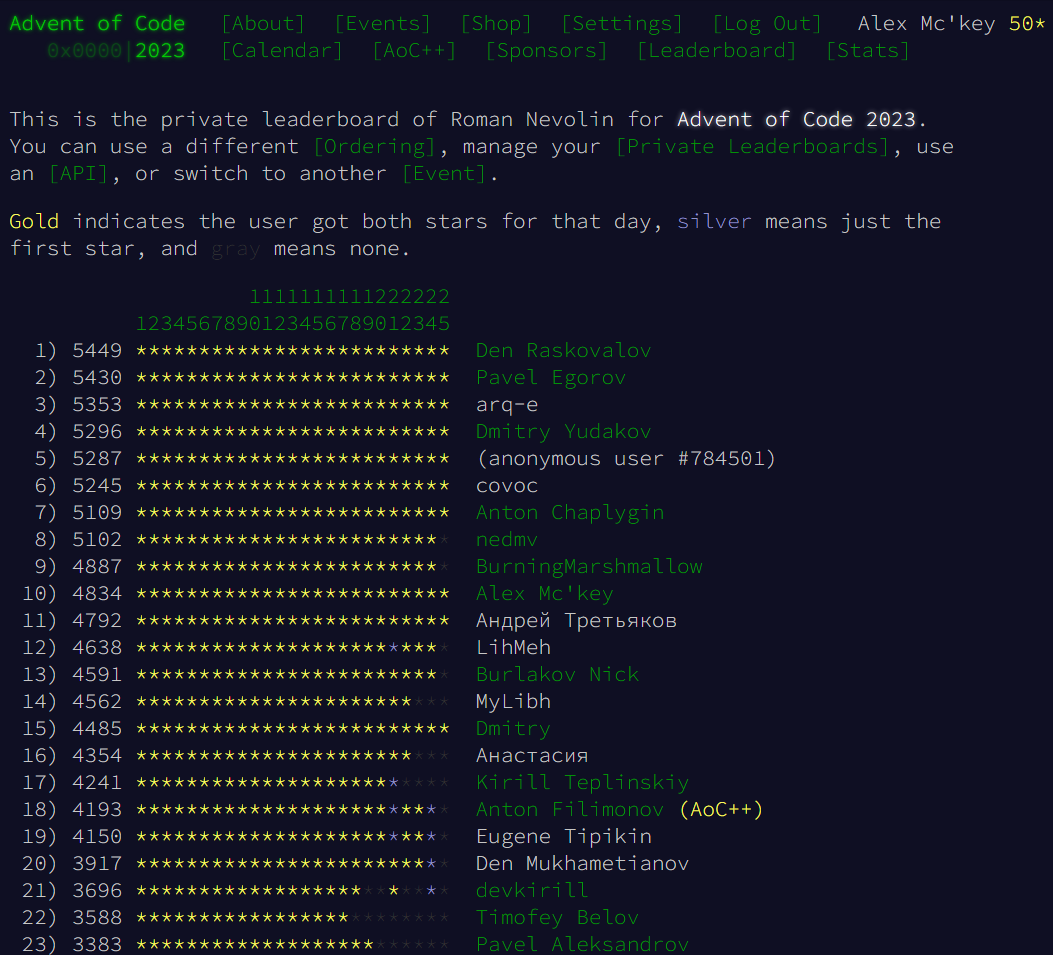 Advent of Code [About] [Events] [Shop] [Settings] [Log Out] Alex Mc'key 50*
0x0000|2023 [Calendar] [AoC++] [Sponsors] [Leaderboard] [Stats]
This is the private leaderboard of Roman Nevolin for Advent of Code 2023.
You can use a different [Ordering], manage your [Private Leaderboards], use
an [API], or switch to another [Event].
Gold indicates the user got both stars for that day, silver means just the
first star, and gray means none.
1111111111222222
1234567890123456789012345
1) 5449 ************************* Den Raskovalov
2) 5430 ************************* Pavel Egorov
3) 5353 ************************* arq-e
4) 5296 ************************* Dmitry Yudakov
5) 5287 ************************* (anonymous user #784501)
6) 5245 ************************* covoc
7) 5109 ************************* Anton Chaplygin
8) 5102 ************************* nedmv
9) 4887 ************************* BurningMarshmallow
10) 4834 ************************* Alex Mc'key
11) 4792 ************************* Андрей Третьяков
12) 4638 ************************* LihMeh
13) 4591 ************************* Burlakov Nick
14) 4562 ************************* MyLibh
15) 4485 ************************* Dmitry
16) 4354 ************************* Анастасия
17) 4241 ************************* Kirill Teplinskiy
18) 4193 ************************* Anton Filimonov (AoC++)
19) 4150 ************************* Eugene Tipikin
20) 3917 ************************* Den Mukhametianov
21) 3696 ************************* devkirill
22) 3588 ************************* Timofey Belov
23) 3383 ************************* Pavel Aleksandrov